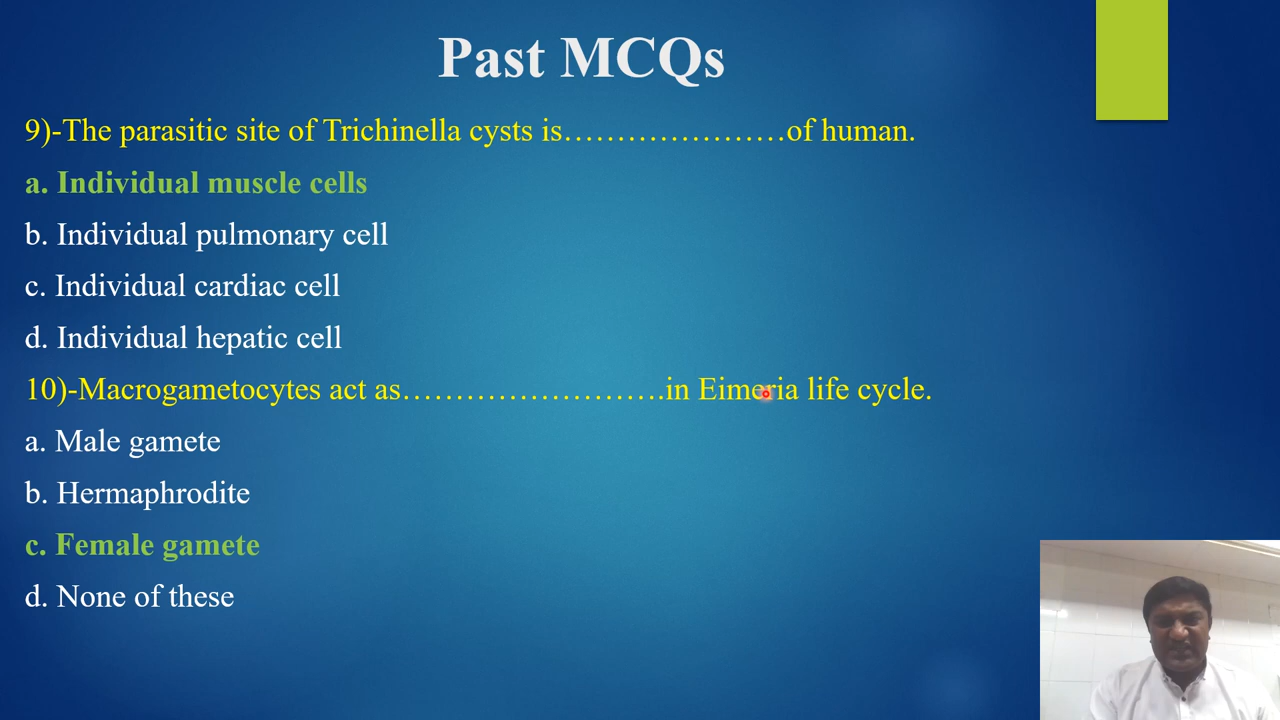 Past MCQs
9)-The parasitic site of Trichinella cysts is…………………of human.
a. Individual muscle cells
b. Individual pulmonary cell
c. Individual cardiac cell
d. Individual hepatic cell
10)-Macrogametocytes act as…………………….in Eimeria life cycle.
a. Male gamete
b. Hermaphrodite
c. Female gamete
d. None of these